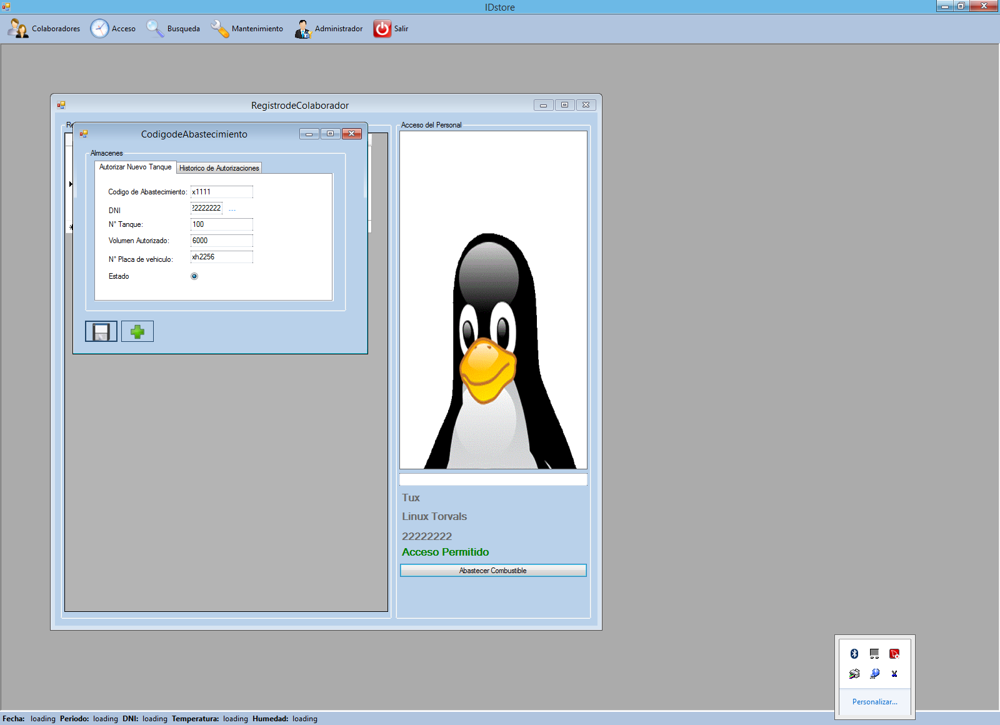 IDstore
Colaboradores Acceso Busqueda Mantenimiento Administrador Salir
RegistrodeColaborador
Acceso del Personal
CodigodeAbastecimiento
Almacenes
Autorizar Nuevo Tanque Historico de Autorizaciones
Codigo de Abastecimiento: x1111
DNI 22222222 ...
N° Tanque: 100
Volumen Autorizado: 6000
N° Placa de vehiculo: xh2256
Estado
Tux
Linux Torvals
22222222
Acceso Permitido
Abastecer Combustible
Personalizar...
Fecha: loading Periodo: loading DNI: loading Temperatura: loading Humedad: loading